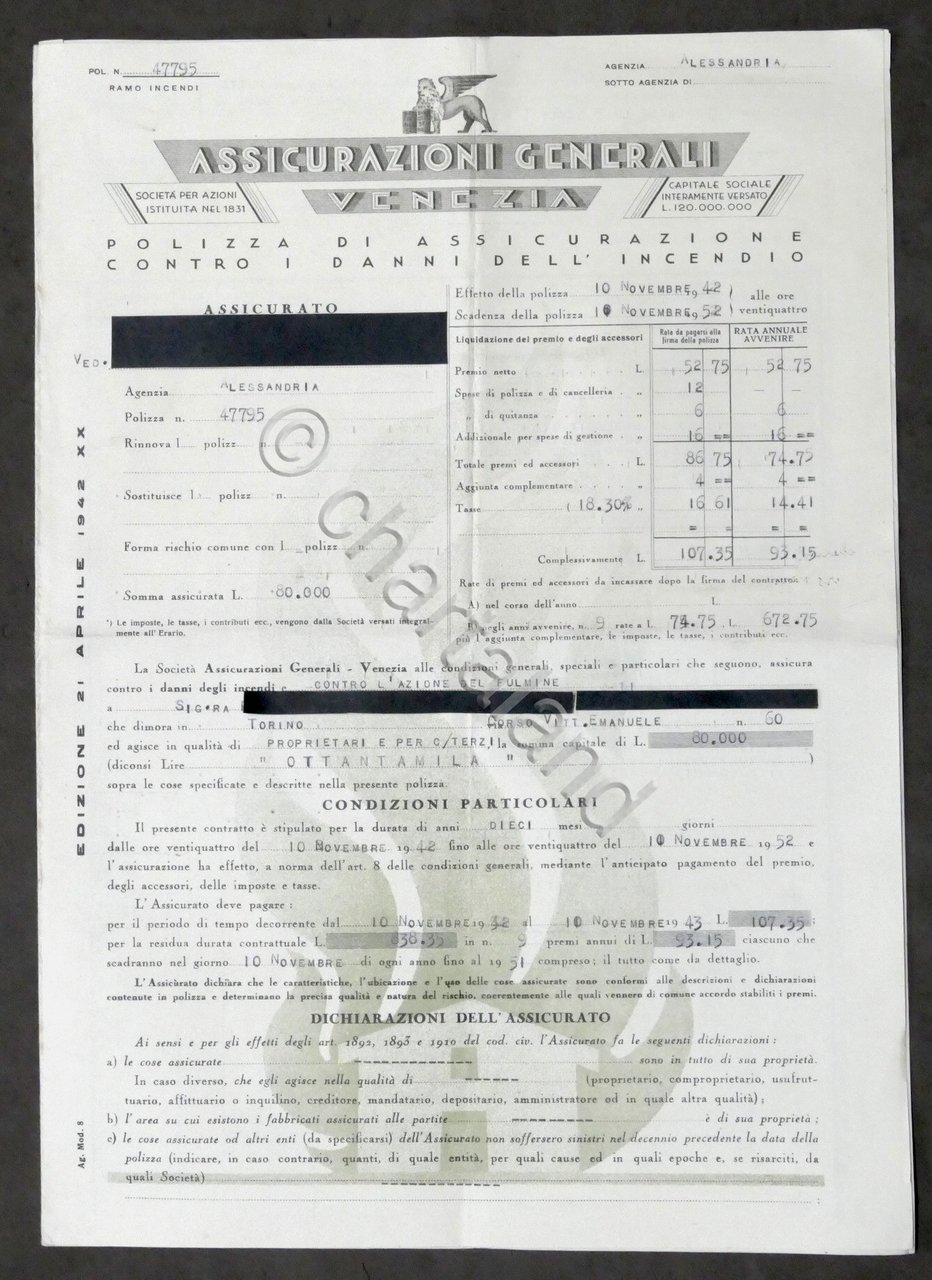 POL. N. 47795
RAMO INCENDI
AGENZIA ALESSANDRIA
SOTTO AGENZIA DI
ASSICURAZIONI GENERALI
VENEZIA
SOCIETÀ PER AZIONI
ISTITUITA NEL 1831
CAPITALE SOCIALE
INTERAMENTE VERSATO
L. 120.000.000
POLIZZA DI ASSICURAZIONE
CONTRO I DANNI DELL' INCENDIO
ASSICURATO
VED.
Agenzia ALESSANDRIA
Polizza n. 47795
Rinnova l polizz n.
Sostituisce l polizz n.
Forma rischio comune con l polizz n.
Somma assicurata L. 80.000
*) Le imposte, le tasse, i contributi ecc., vengono dalla Società versati integral-
mente all' Erario.
Effetto della polizza 10 NOVEMBRE 1942
Scadenza della polizza 10 NOVEMBRE 1952
) alle ore
) ventiquattro
Liquidazione del premio e degli accessori
Rata da pagarsi alla
firma della polizza
RATA ANNUALE
AVVENIRE
Premio netto L. 52 75 52 75
Spese di polizza e di cancelleria „ 12 — —
„ di quitanza „ 6 6
Addizionale per spese di gestione „ 16 == 16 ==
Totale premi ed accessori L. 86 75 74.75
Aggiunta complementare „ 4 == 4 ==
Tasse ( 18.30% „ 16 61 14.41
= = = =
Complessivamente L. 107.35 93.15
Rate di premi ed accessori da incassare dopo la firma del contratto:
A) nel corso dell'anno L.
B) negli anni avvenire, n. 9 rate a L. 74.75 L. 672.75
più l'aggiunta complementare, le imposte, le tasse, i contributi ecc.
EDIZIONE 21 APRILE 1942 XX
La Società Assicurazioni Generali - Venezia alle condizioni generali, speciali e particolari che seguono, assicura
contro i danni degli incendi e CONTRO L'AZIONE DEL FULMINE
a SIG.RA
che dimora in TORINO CORSO VITT.EMANUELE n. 60
ed agisce in qualità di PROPRIETARI E PER C/TERZI la somma capitale di L. 80.000
(diconsi Lire " OTTANTAMILA " )
sopra le cose specificate e descritte nella presente polizza.
CONDIZIONI PARTICOLARI
Il presente contratto è stipulato per la durata di anni DIECI mesi giorni
dalle ore ventiquattro del 10 NOVEMBRE 1942 fino alle ore ventiquattro del 10 NOVEMBRE 1952 e
l'assicurazione ha effetto, a norma dell'art. 8 delle condizioni generali, mediante l'anticipato pagamento del premio,
degli accessori, delle imposte e tasse.
L'Assicurato deve pagare :
per il periodo di tempo decorrente dal 10 NOVEMBRE 1942 al 10 NOVEMBRE 1943 L. 107.35 ;
per la residua durata contrattuale L. 838.35 in n. 9 premi annui di L. 93.15 ciascuno che
scadranno nel giorno 10 NOVEMBRE di ogni anno fino al 1951 compreso ; il tutto come da dettaglio.
L'Assicurato dichiara che le caratteristiche, l'ubicazione e l'uso delle cose assicurate sono conformi alle descrizioni e dichiarazioni
contenute in polizza e determinano la precisa qualità e natura del rischio, coerentemente alle quali vennero di comune accordo stabiliti i premi.
DICHIARAZIONI DELL'ASSICURATO
Ai sensi e per gli effetti degli art. 1892, 1893 e 1910 del cod. civ. l'Assicurato fa le seguenti dichiarazioni :
a) le cose assicurate ---------- sono in tutto di sua proprietà.
In caso diverso, che egli agisce nella qualità di ------ (proprietario, comproprietario, usufrut-
tuario, affittuario o inquilino, creditore, mandatario, depositario, amministratore od in quale altra qualità) ;
b) l'area su cui esistono i fabbricati assicurati alle partite --------- è di sua proprietà ;
c) le cose assicurate od altri enti (da specificarsi) dell'Assicurato non soffersero sinistri nel decennio precedente la data della
polizza (indicare, in caso contrario, quanti, di quale entità, per quali cause ed in quali epoche e, se risarciti, da
quali Società) ----------
Ag. Mod. 8
© chartaland